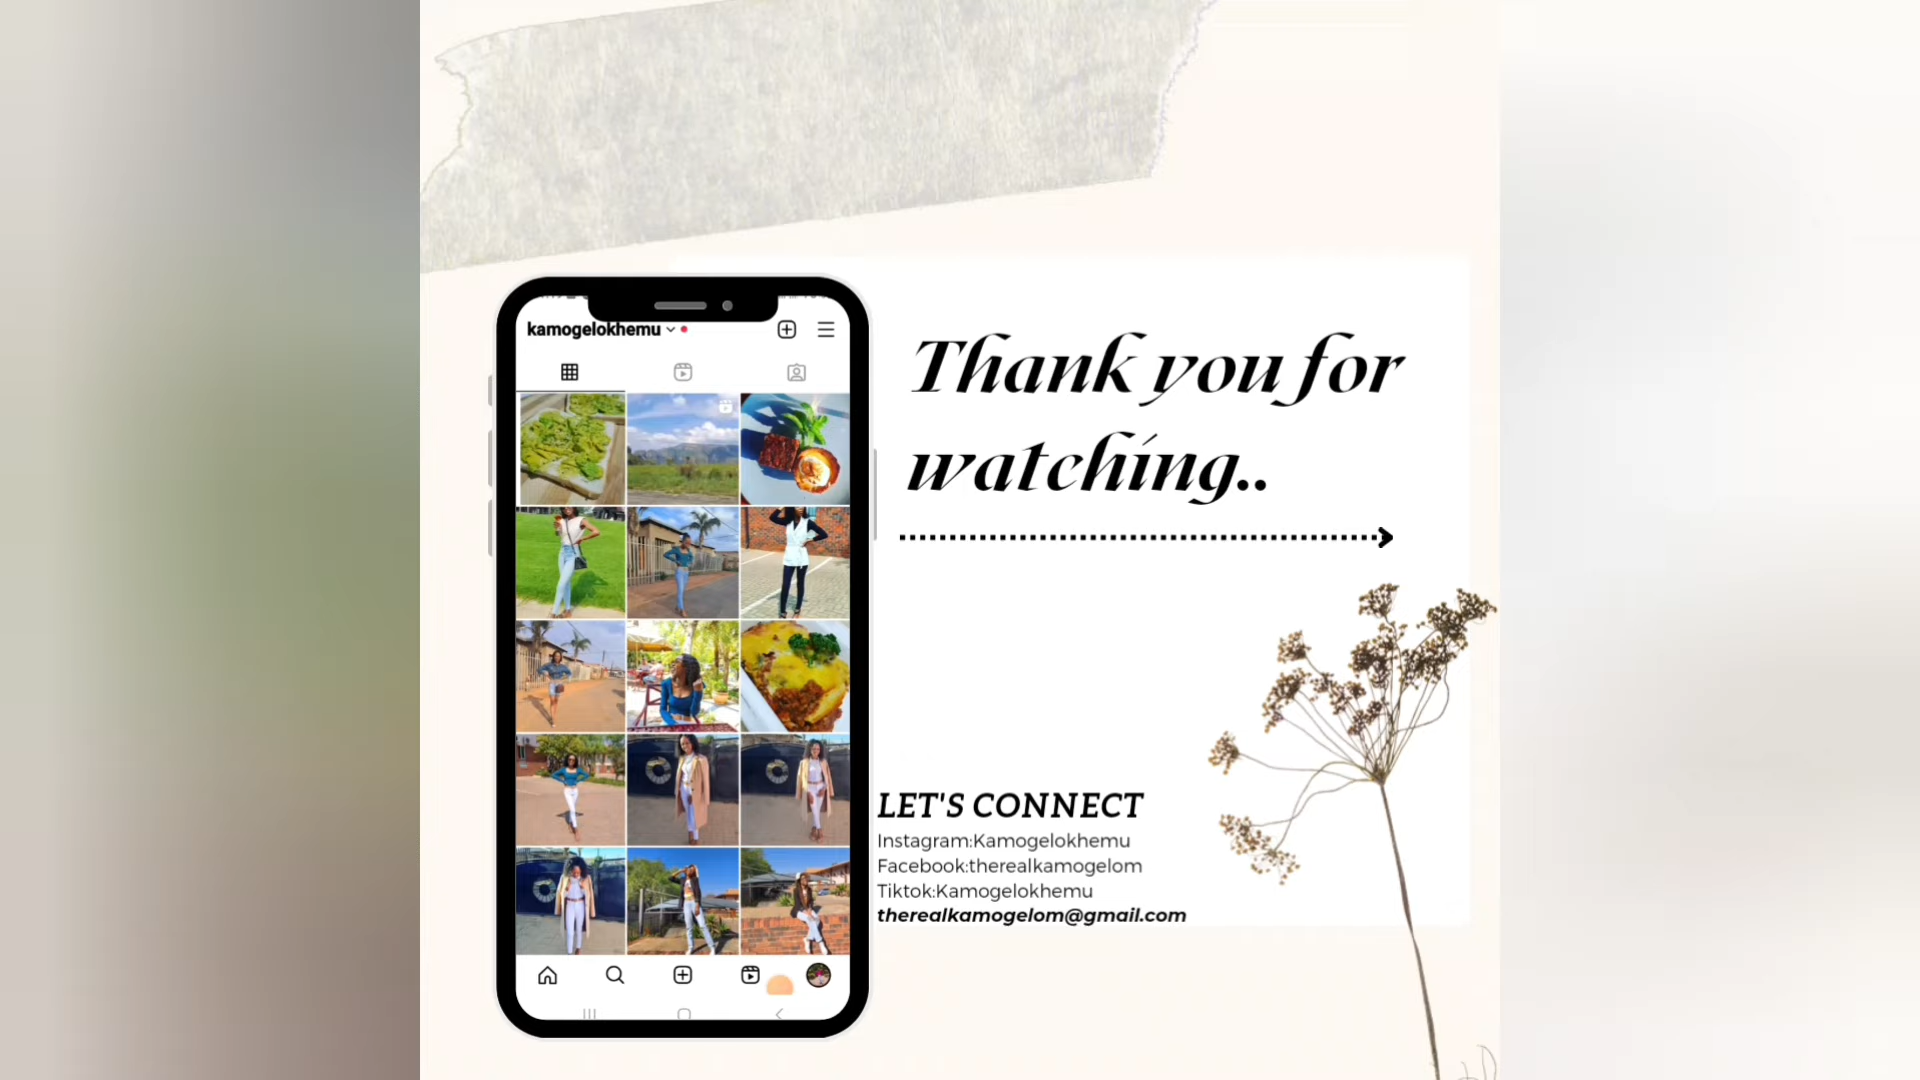 kamogelokhemu
Thank you for
watching..
LET'S CONNECT
Instagram:Kamogelokhemu
Facebook:therealkamogelom
Tiktok:Kamogelokhemu
therealkamogelom@gmail.com